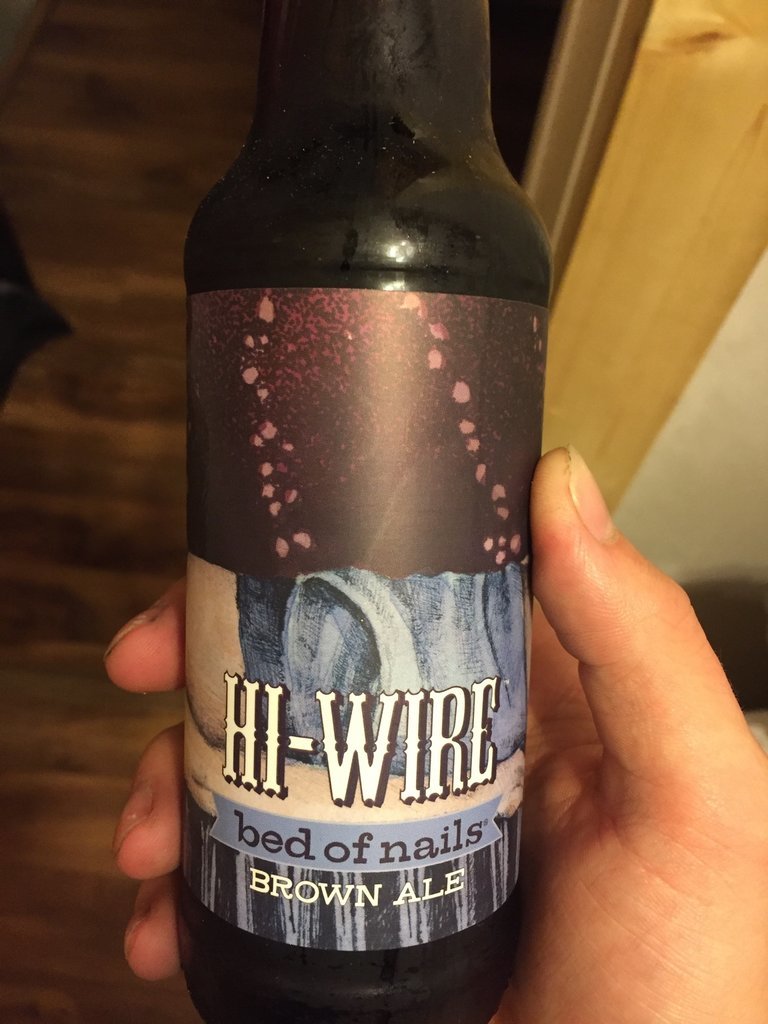 HI-WIRE
bed of nails®
BROWN ALE